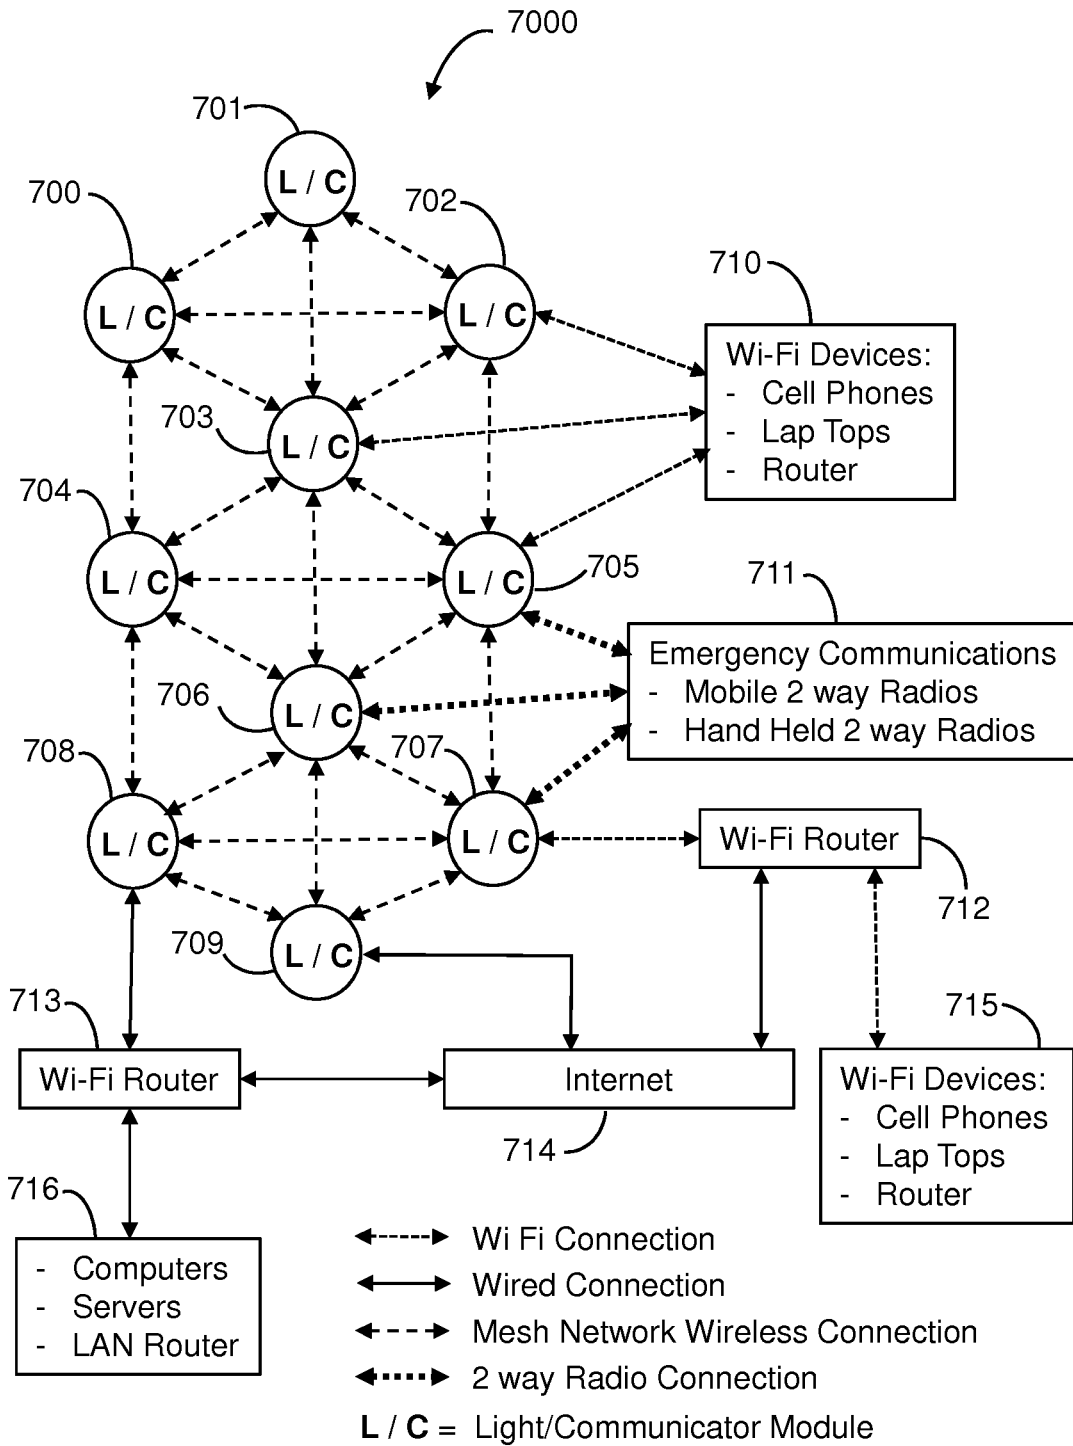 7000
701
L / C
700
702
L / C
L / C
710
Wi-Fi Devices:
- Cell Phones
- Lap Tops
- Router
703
L / C
704
L / C
L / C
705
711
Emergency Communications
- Mobile 2 way Radios
- Hand Held 2 way Radios
706
L / C
708
707
L / C
L / C
Wi-Fi Router
712
709
L / C
713
Wi-Fi Router
Internet
714
715
Wi-Fi Devices:
- Cell Phones
- Lap Tops
- Router
716
- Computers
- Servers
- LAN Router
Wi Fi Connection
Wired Connection
Mesh Network Wireless Connection
2 way Radio Connection
L / C = Light/Communicator Module